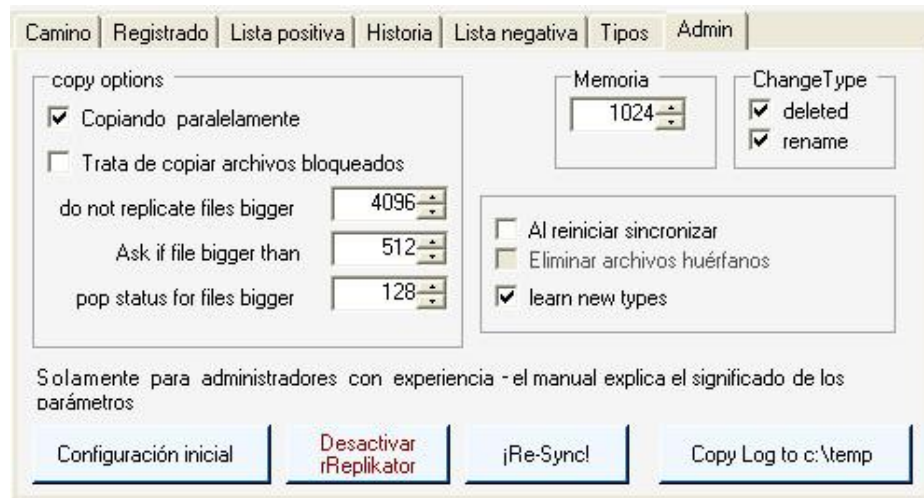 Camino Registrado Lista positiva Historia Lista negativa Tipos Admin
copy options
Copiando paralelamente
Trata de copiar archivos bloqueados
do not replicate files bigger 4096
Ask if file bigger than 512
pop status for files bigger 128
Memoria
1024
ChangeType
deleted
rename
Al reiniciar sincronizar
Eliminar archivos huérfanos
learn new types
Solamente para administradores con experiencia - el manual explica el significado de los
parámetros
Configuración inicial
Desactivar
rReplikator
¡Re-Sync!
Copy Log to c:\temp